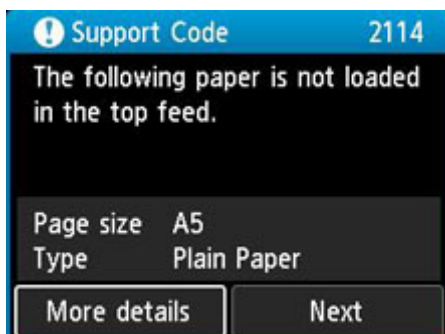 Support Code 2114
The following paper is not loaded
in the top feed.
Page size A5
Type Plain Paper
More details Next